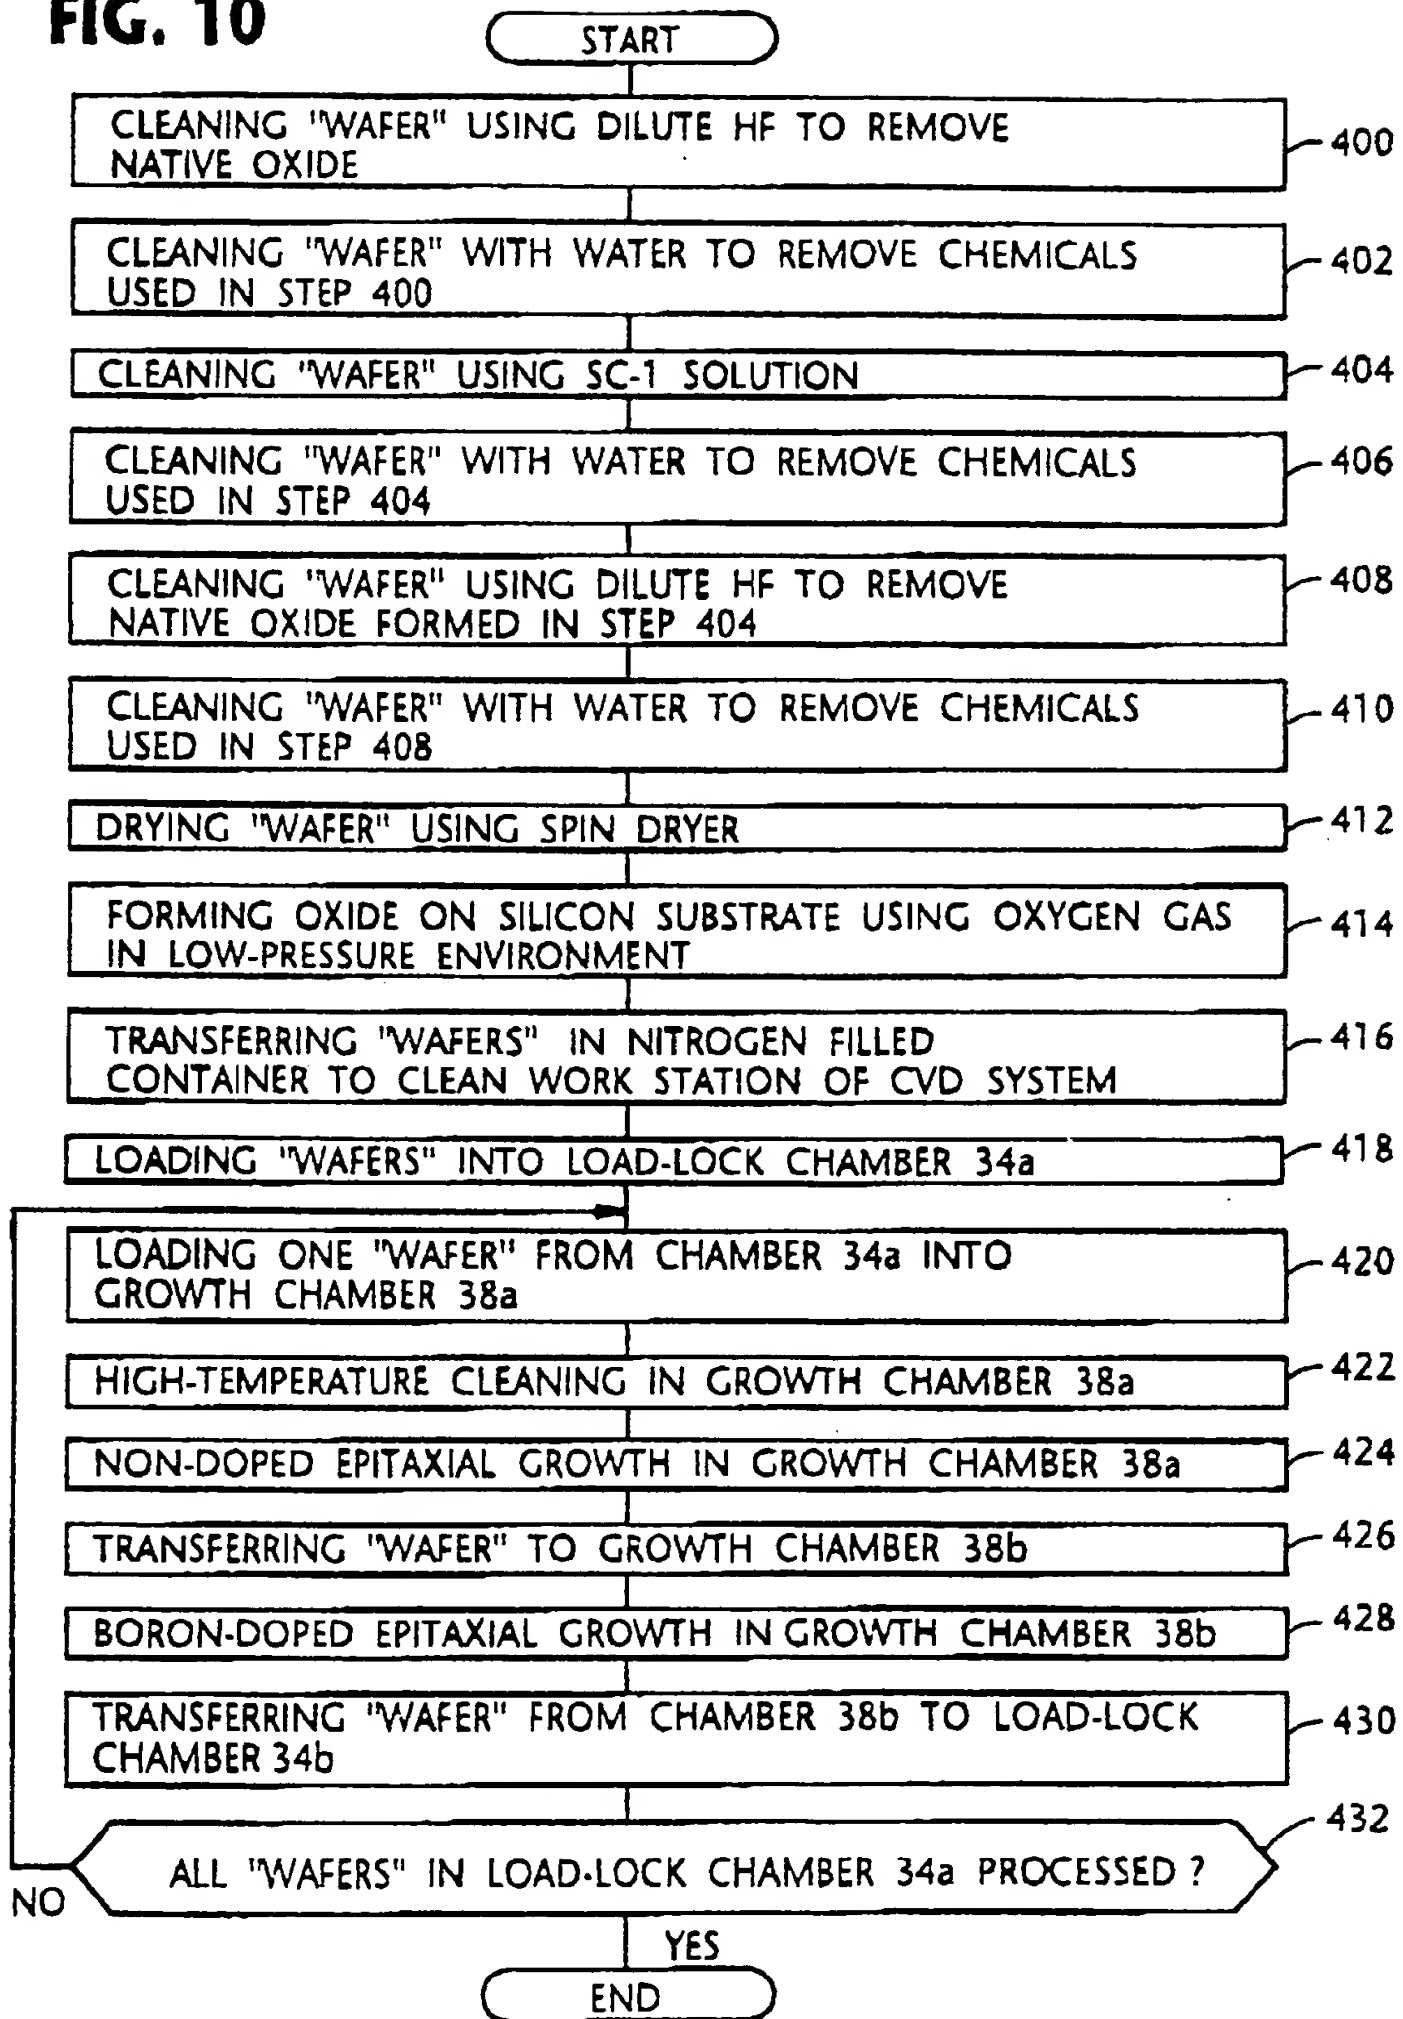 FIG. 10
START
CLEANING "WAFER" USING DILUTE HF TO REMOVE
NATIVE OXIDE
400
CLEANING "WAFER" WITH WATER TO REMOVE CHEMICALS
USED IN STEP 400
402
CLEANING "WAFER" USING SC-1 SOLUTION
404
CLEANING "WAFER" WITH WATER TO REMOVE CHEMICALS
USED IN STEP 404
406
CLEANING "WAFER" USING DILUTE HF TO REMOVE
NATIVE OXIDE FORMED IN STEP 404
408
CLEANING "WAFER" WITH WATER TO REMOVE CHEMICALS
USED IN STEP 408
410
DRYING "WAFER" USING SPIN DRYER
412
FORMING OXIDE ON SILICON SUBSTRATE USING OXYGEN GAS
IN LOW-PRESSURE ENVIRONMENT
414
TRANSFERRING "WAFERS" IN NITROGEN FILLED
CONTAINER TO CLEAN WORK STATION OF CVD SYSTEM
416
LOADING "WAFERS" INTO LOAD-LOCK CHAMBER 34a
418
LOADING ONE "WAFER" FROM CHAMBER 34a INTO
GROWTH CHAMBER 38a
420
HIGH-TEMPERATURE CLEANING IN GROWTH CHAMBER 38a
422
NON-DOPED EPITAXIAL GROWTH IN GROWTH CHAMBER 38a
424
TRANSFERRING "WAFER" TO GROWTH CHAMBER 38b
426
BORON-DOPED EPITAXIAL GROWTH IN GROWTH CHAMBER 38b
428
TRANSFERRING "WAFER" FROM CHAMBER 38b TO LOAD-LOCK
CHAMBER 34b
430
432
ALL "WAFERS" IN LOAD-LOCK CHAMBER 34a PROCESSED ?
NO
YES
END